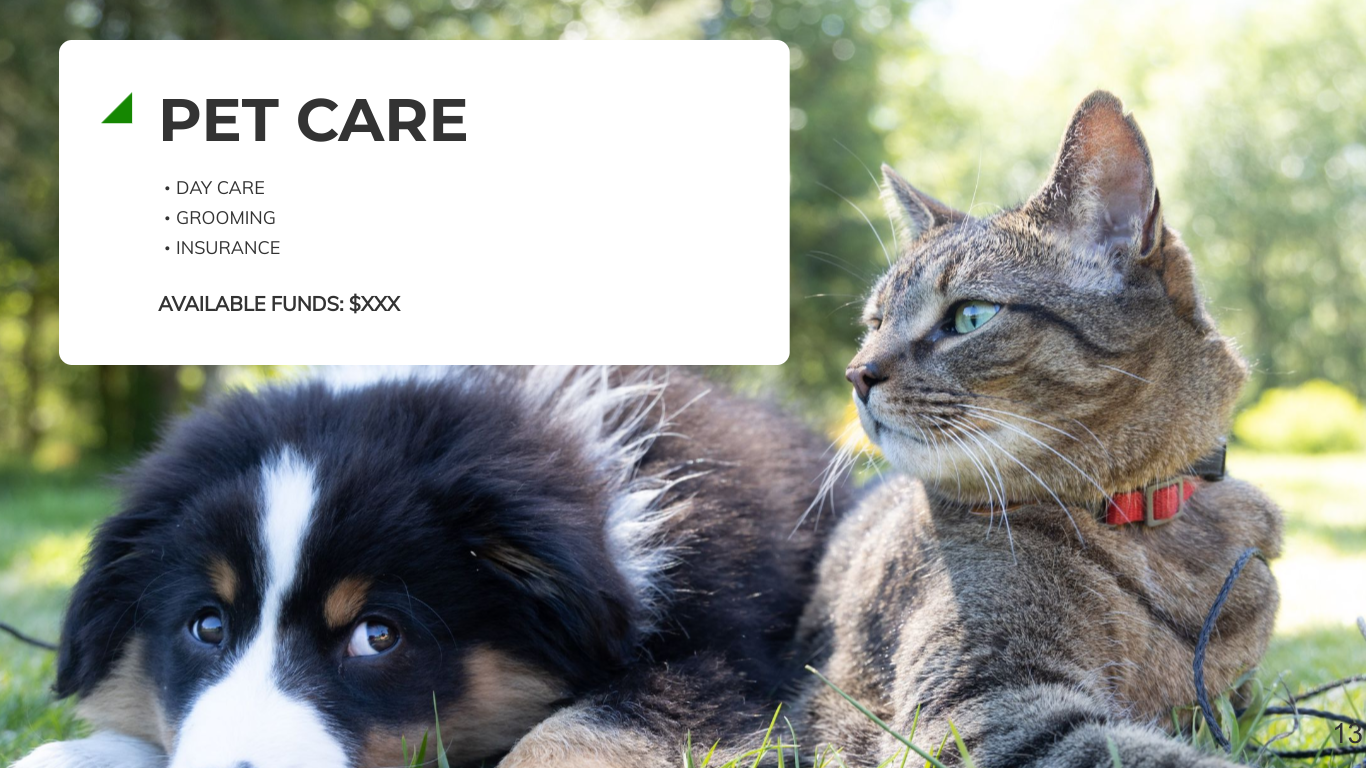 PET CARE
• DAY CARE
• GROOMING
• INSURANCE
AVAILABLE FUNDS: $XXX
13